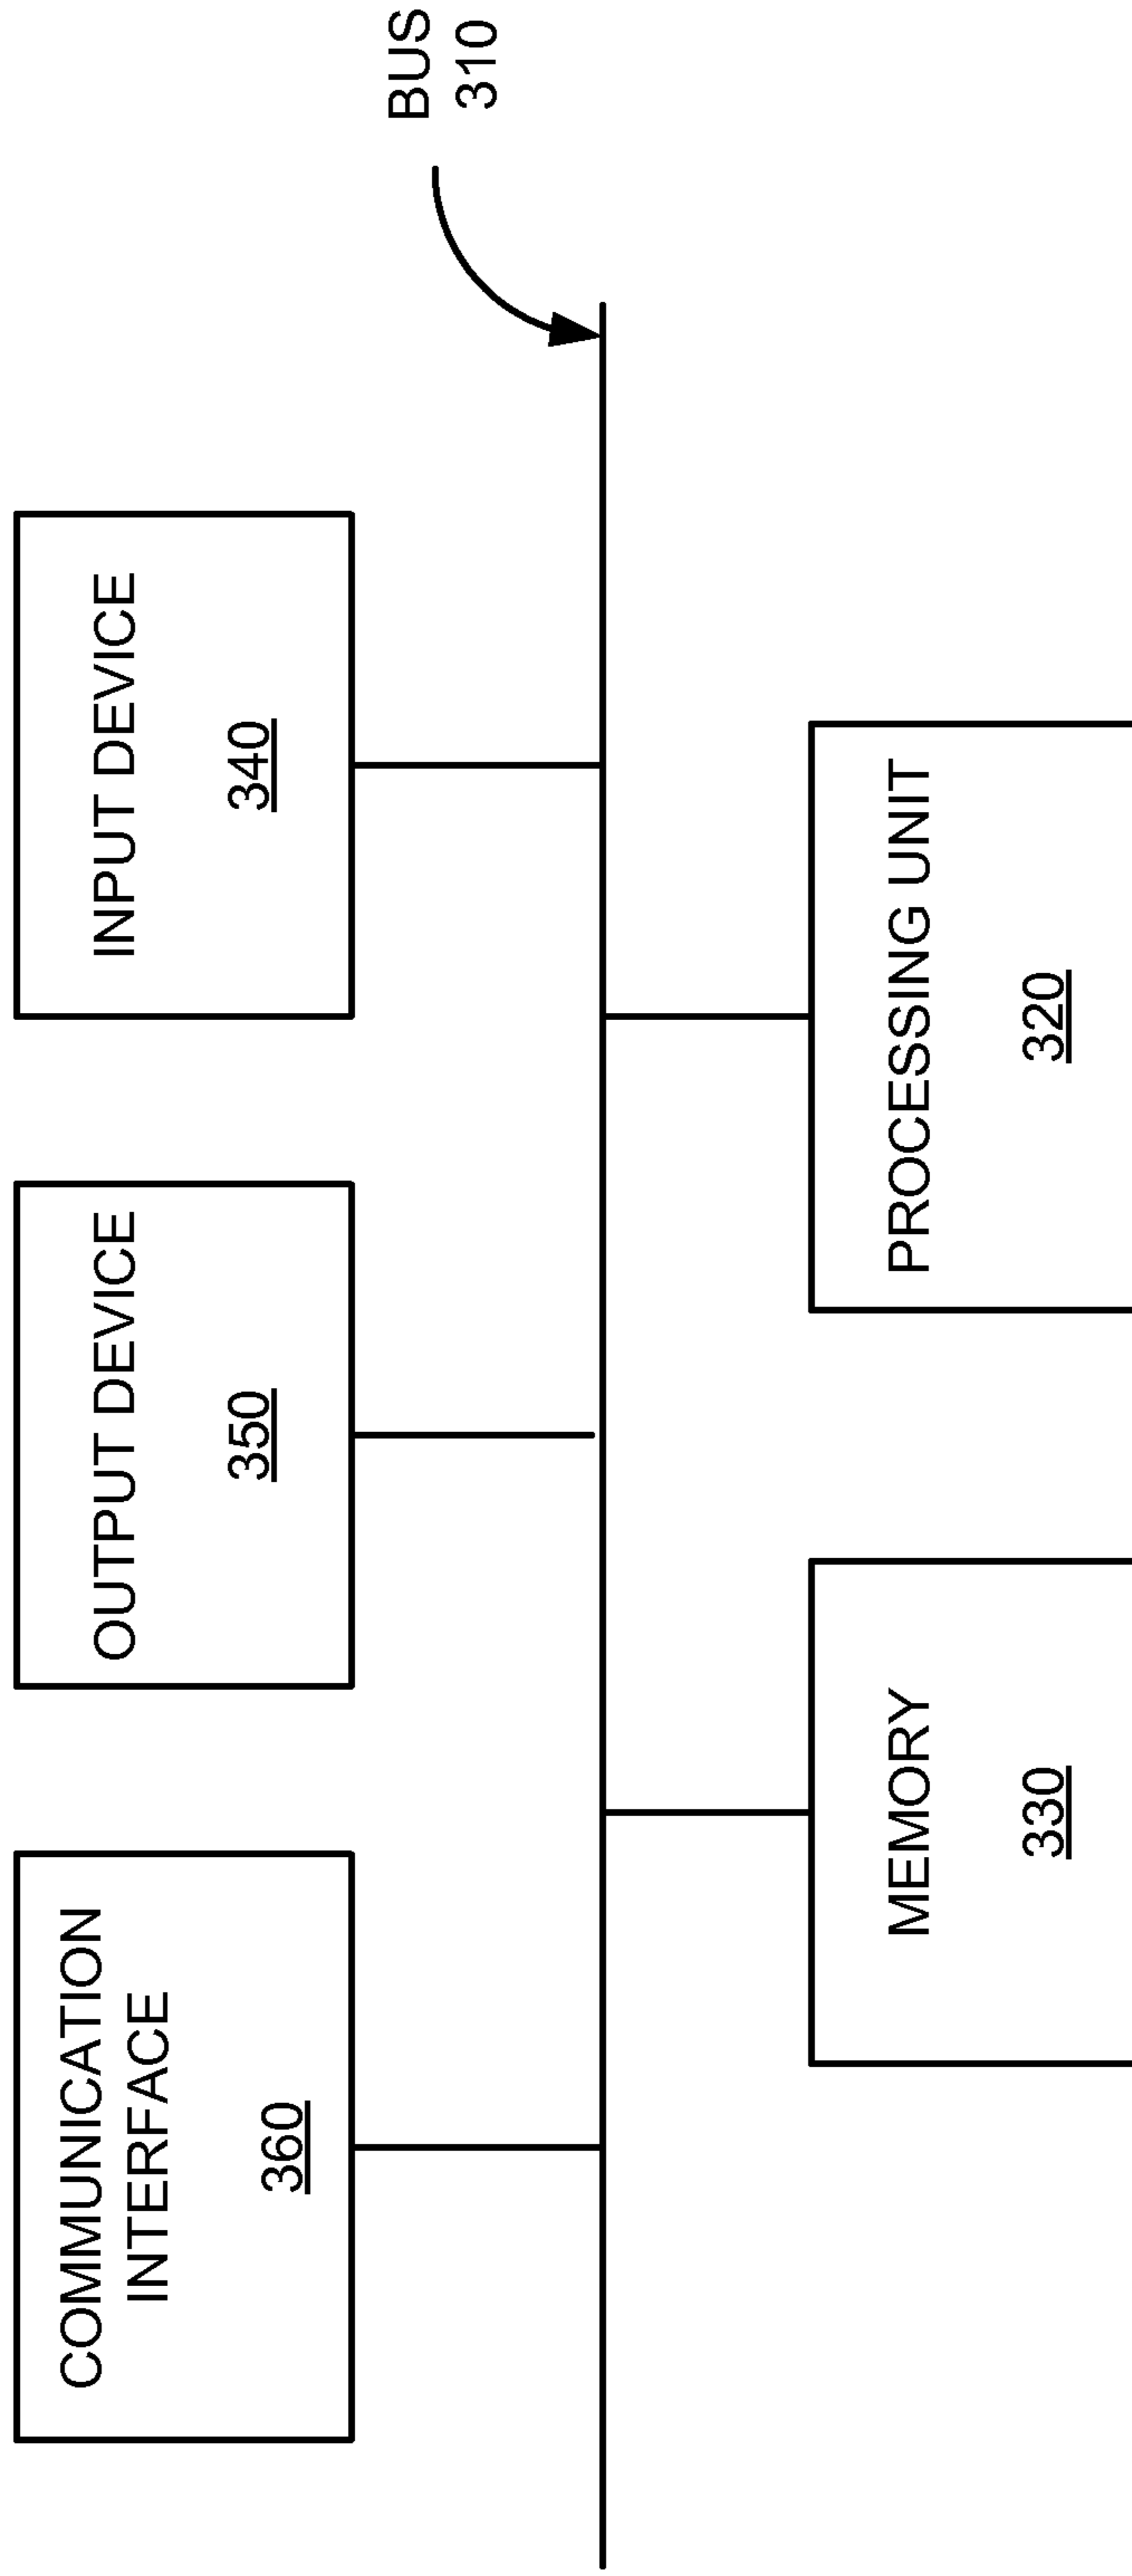 COMMUNICATION
INTERFACE
360
OUTPUT DEVICE
350
INPUT DEVICE
340
BUS
310
MEMORY
330
PROCESSING UNIT
320